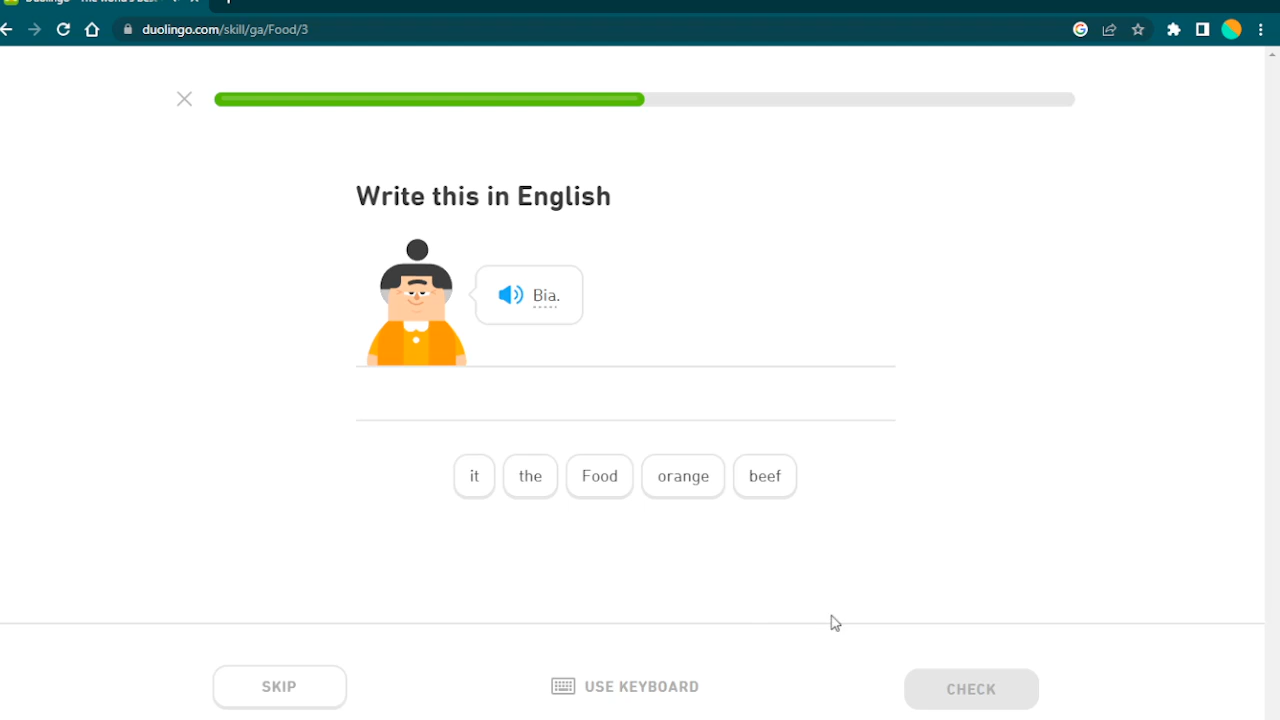 duolingo.com/skill/ga/Food/3
Write this in English
Bia.
it the Food orange beef
SKIP
USE KEYBOARD
CHECK